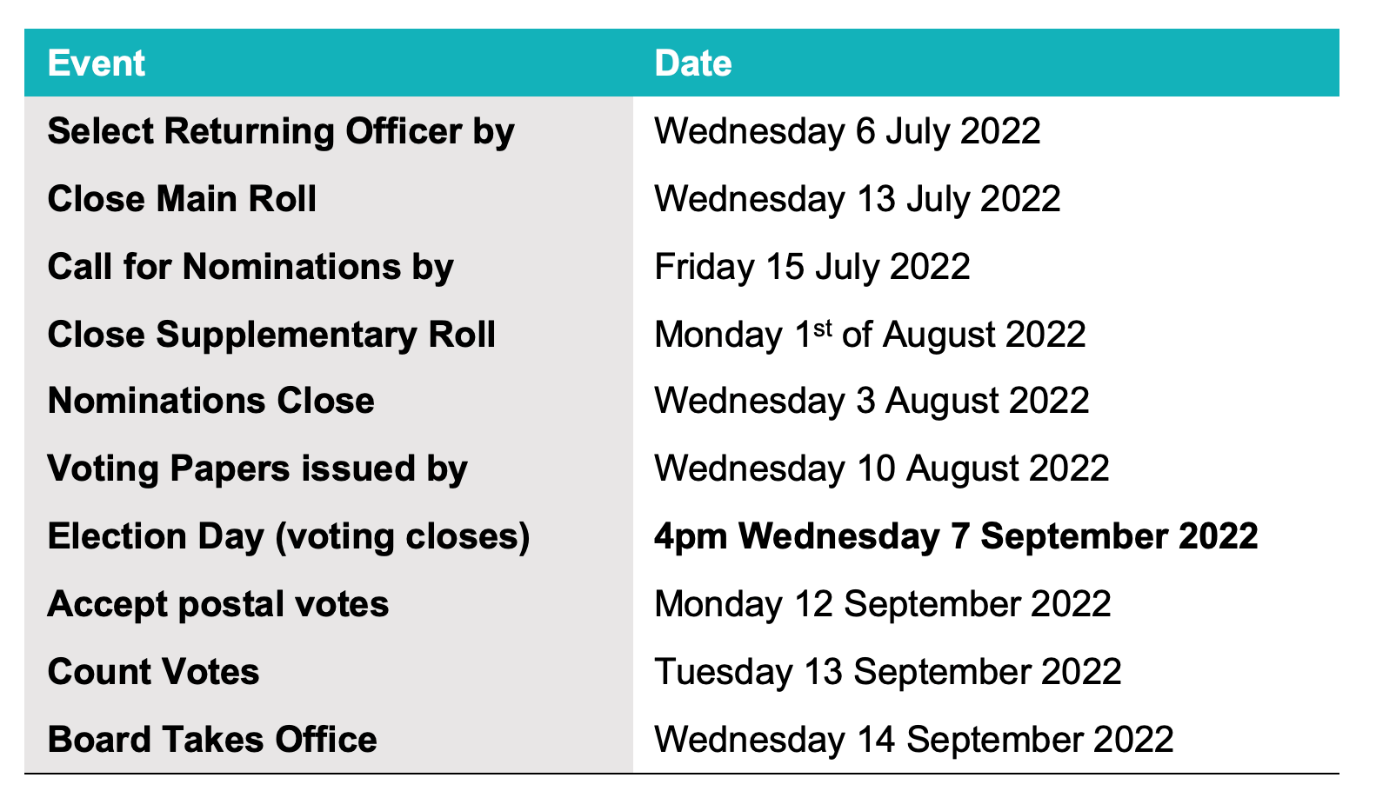 Event Date
Select Returning Officer by Wednesday 6 July 2022
Close Main Roll Wednesday 13 July 2022
Call for Nominations by Friday 15 July 2022
Close Supplementary Roll Monday 1st of August 2022
Nominations Close Wednesday 3 August 2022
Voting Papers issued by Wednesday 10 August 2022
Election Day (voting closes) 4pm Wednesday 7 September 2022
Accept postal votes Monday 12 September 2022
Count Votes Tuesday 13 September 2022
Board Takes Office Wednesday 14 September 2022